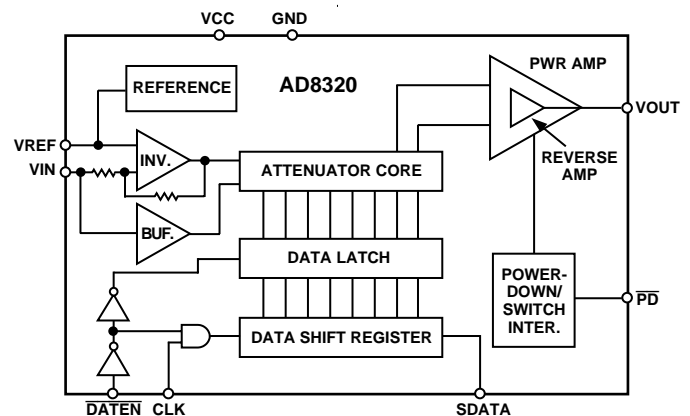 VCC
GND
REFERENCE
AD8320
PWR AMP
VREF
VIN
INV.
BUF.
ATTENUATOR CORE
VOUT
REVERSE
AMP
DATA LATCH
POWER-
DOWN/
SWITCH
INTER.
PD
DATA SHIFT REGISTER
DATEN
CLK
SDATA